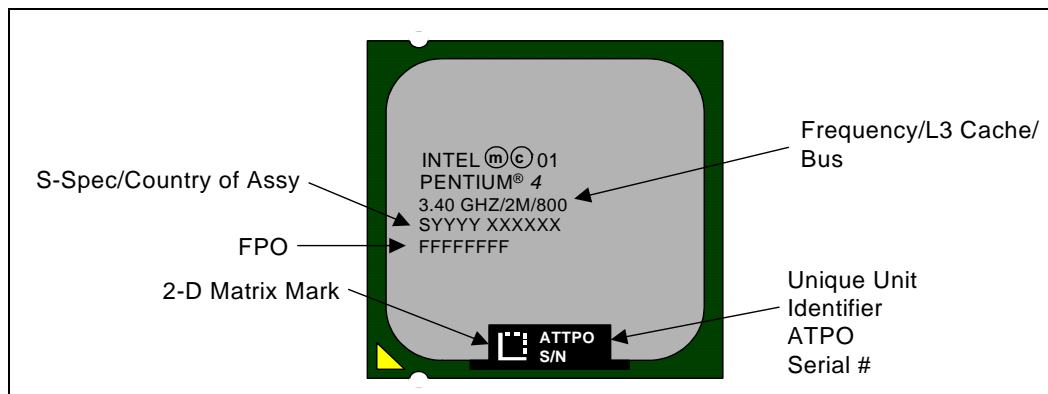 INTEL ⓜⓒ 01
PENTIUM® 4
3.40 GHZ/2M/800
SYYYY XXXXXX
FFFFFFFF
ATTPO
S/N
S-Spec/Country of Assy
FPO
2-D Matrix Mark
Frequency/L3 Cache/
Bus
Unique Unit
Identifier
ATPO
Serial #